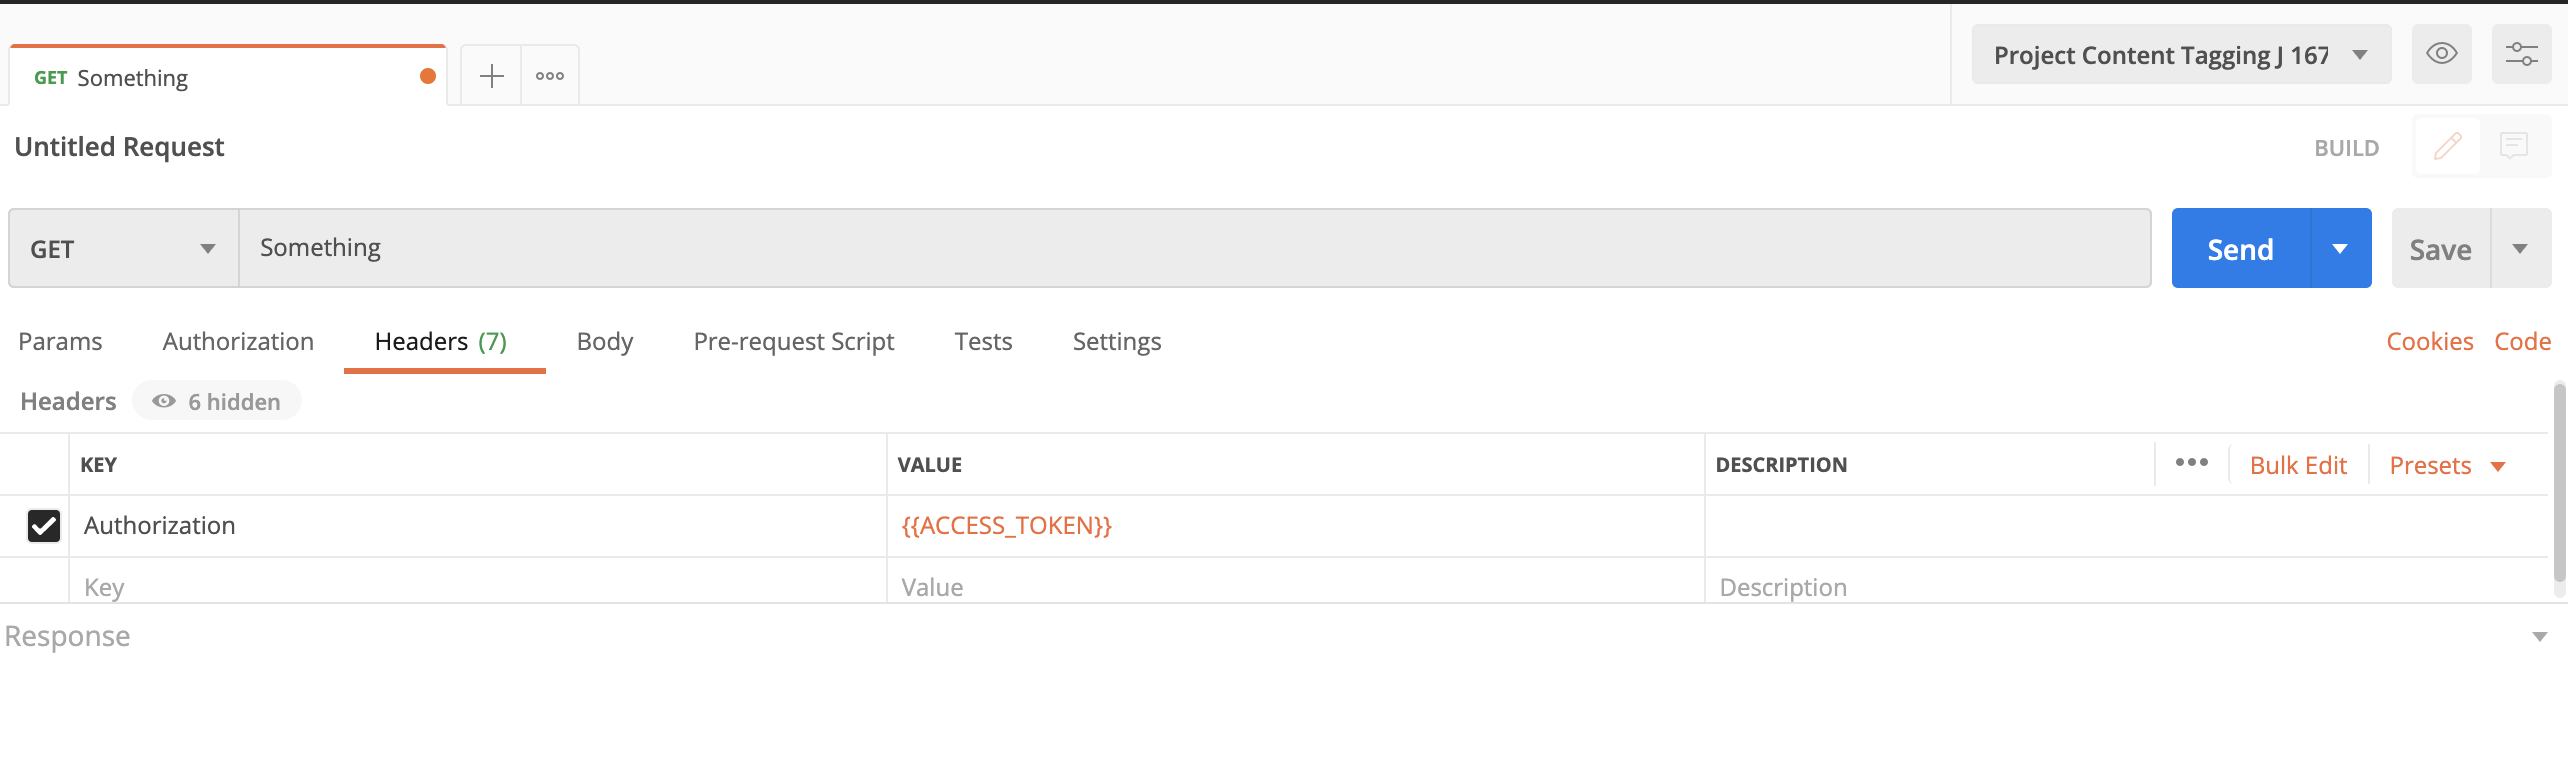 GET Something
Project Content Tagging J 167
Untitled Request
BUILD
GET Something Send Save
Params Authorization Headers (7) Body Pre-request Script Tests Settings Cookies Code
Headers 6 hidden
KEY VALUE DESCRIPTION Bulk Edit Presets
Authorization {{ACCESS_TOKEN}}
Key Value Description
Response